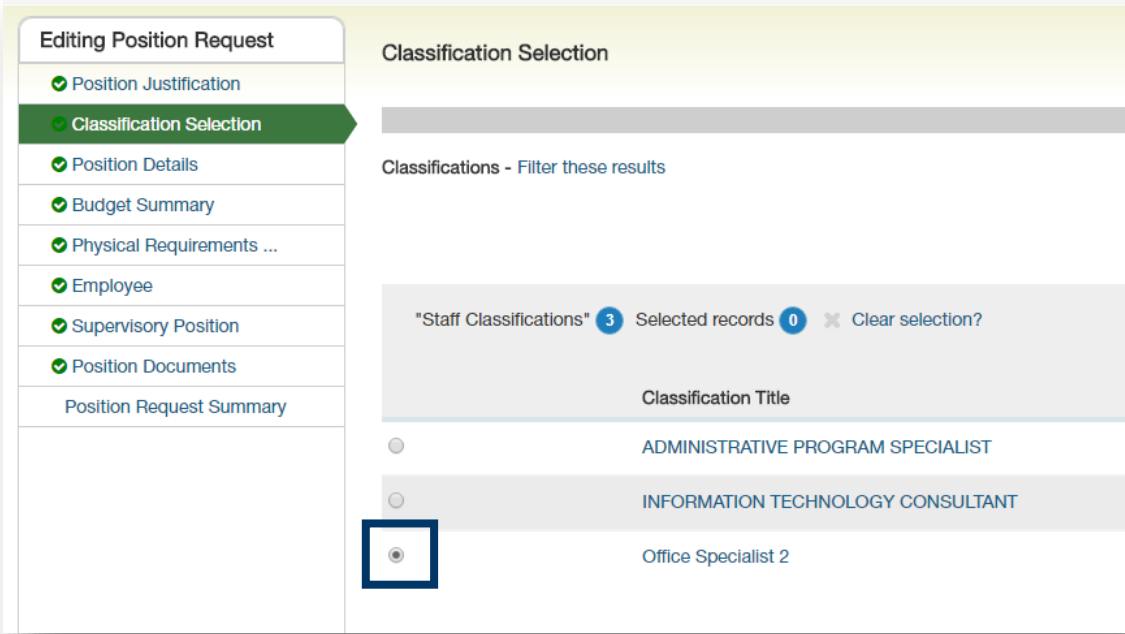 Editing Position Request
Position Justification
Classification Selection
Position Details
Budget Summary
Physical Requirements ...
Employee
Supervisory Position
Position Documents
Position Request Summary
Classification Selection
Classifications - Filter these results
"Staff Classifications" 3 Selected records 0 Clear selection?
Classification Title
ADMINISTRATIVE PROGRAM SPECIALIST
INFORMATION TECHNOLOGY CONSULTANT
Office Specialist 2